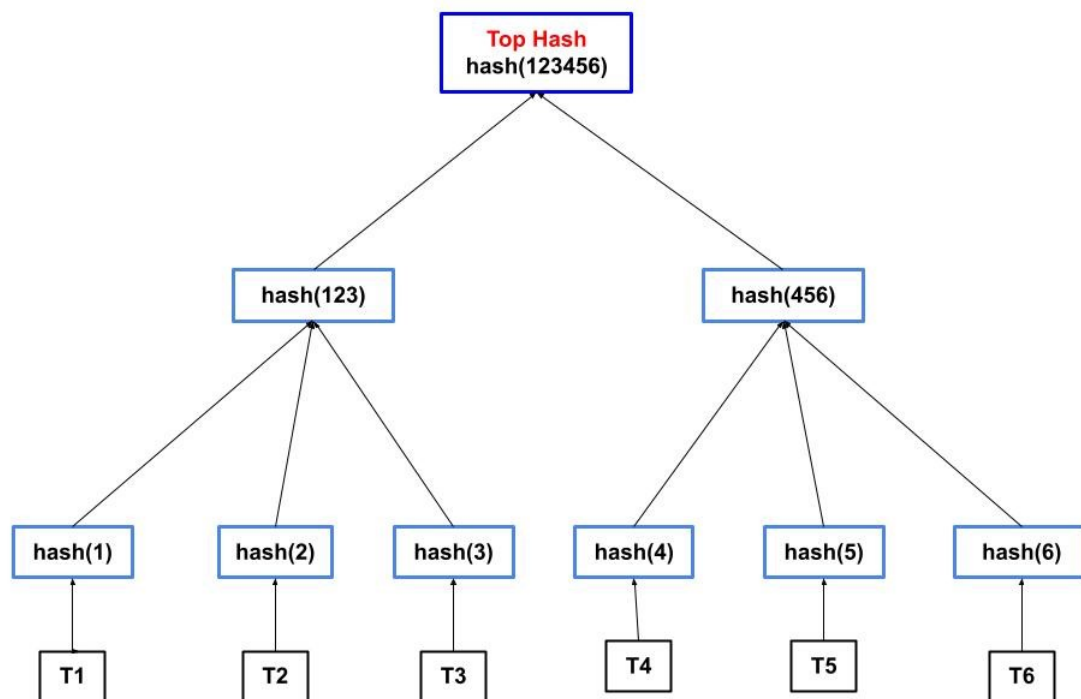 Top Hash
hash(123456)
hash(123)
hash(456)
hash(1)
hash(2)
hash(3)
hash(4)
hash(5)
hash(6)
T1
T2
T3
T4
T5
T6